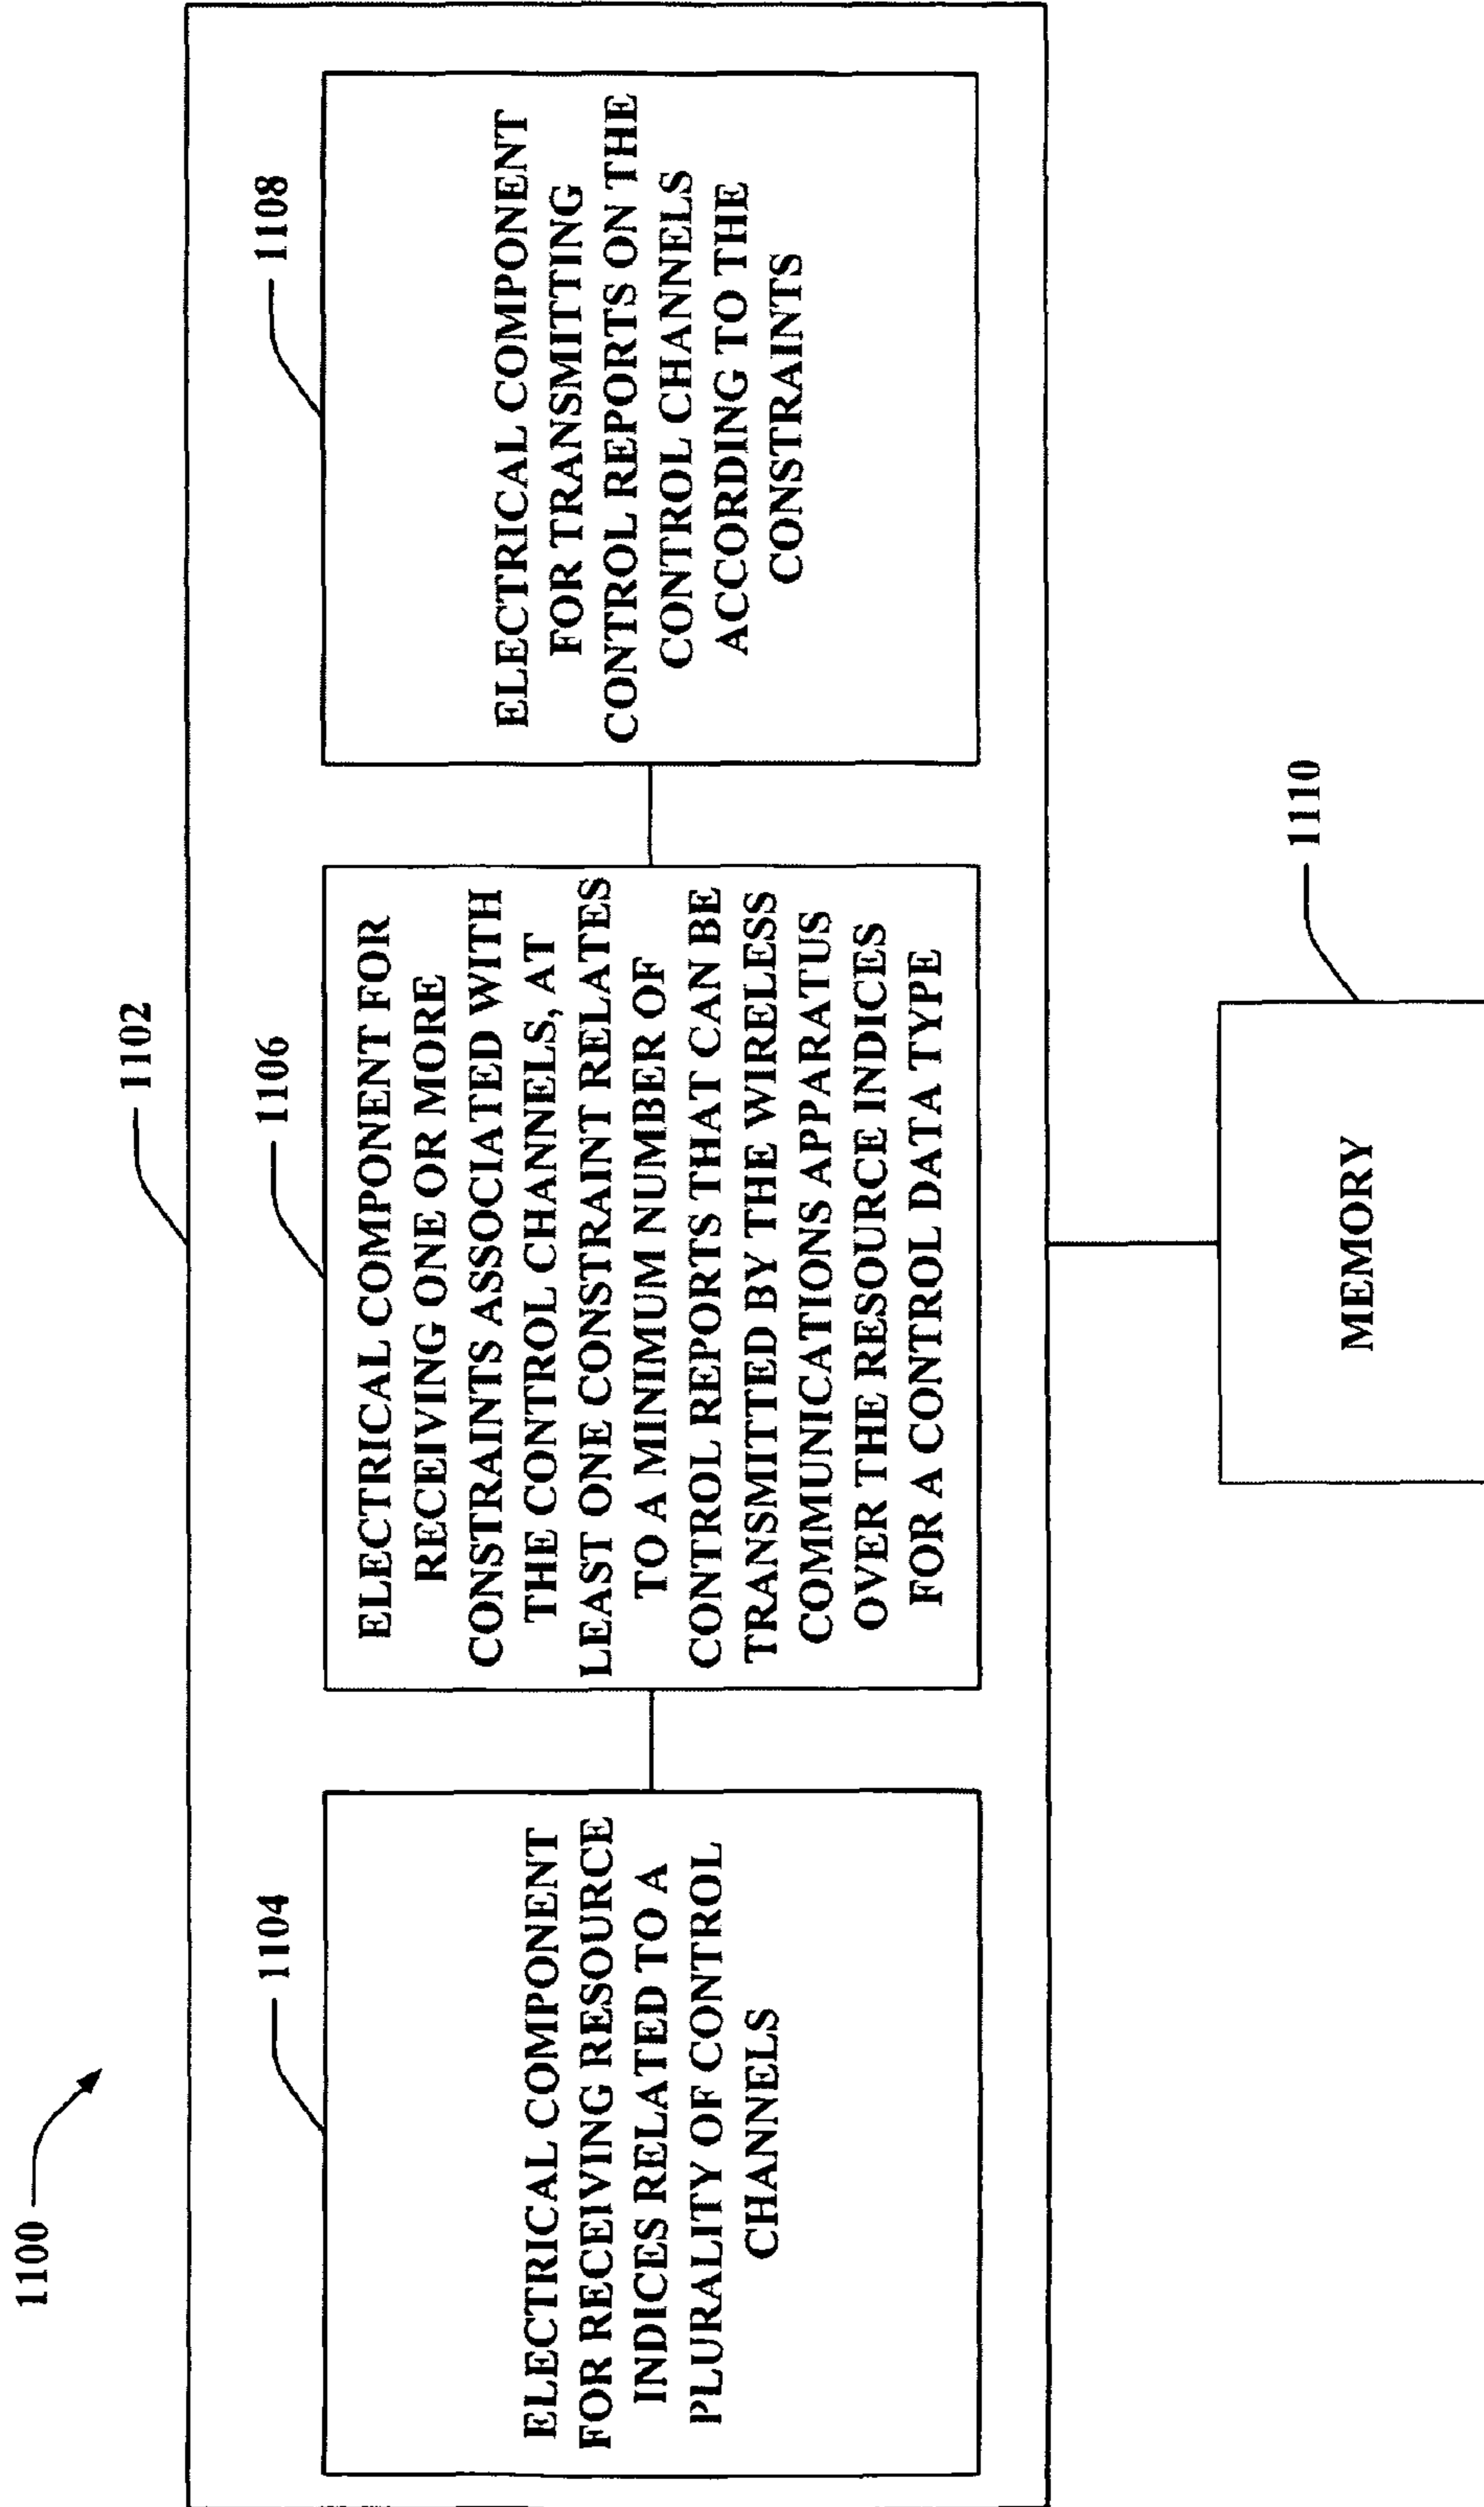 1100
1102
1104
ELECTRICAL COMPONENT
FOR RECEIVING RESOURCE
INDICES RELATED TO A
PLURALITY OF CONTROL
CHANNELS
1106
ELECTRICAL COMPONENT FOR
RECEIVING ONE OR MORE
CONSTRAINTS ASSOCIATED WITH
THE CONTROL CHANNELS, AT
LEAST ONE CONSTRAINT RELATES
TO A MINIMUM NUMBER OF
CONTROL REPORTS THAT CAN BE
TRANSMITTED BY THE WIRELESS
COMMUNICATIONS APPARATUS
OVER THE RESOURCE INDICES
FOR A CONTROL DATA TYPE
1108
ELECTRICAL COMPONENT
FOR TRANSMITTING
CONTROL REPORTS ON THE
CONTROL CHANNELS
ACCORDING TO THE
CONSTRAINTS
1110
MEMORY